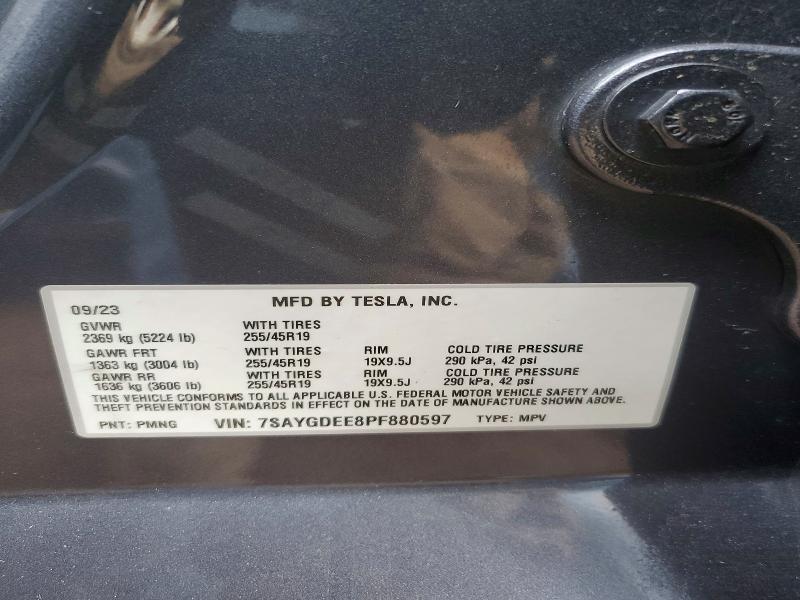 MFD BY TESLA, INC.
09/23
GVWR WITH TIRES
2369 kg (5224 lb) 255/45R19
GAWR FRT WITH TIRES RIM COLD TIRE PRESSURE
1363 kg (3004 lb) 255/45R19 19X9.5J 290 kPa, 42 psi
GAWR RR WITH TIRES RIM COLD TIRE PRESSURE
1636 kg (3606 lb) 255/45R19 19X9.5J 290 kPa, 42 psi
THIS VEHICLE CONFORMS TO ALL APPLICABLE U.S. FEDERAL MOTOR VEHICLE SAFETY AND
THEFT PREVENTION STANDARDS IN EFFECT ON THE DATE OF MANUFACTURE SHOWN ABOVE.
PNT: PMNG VIN: 7SAYGDEE8PF880597 TYPE: MPV